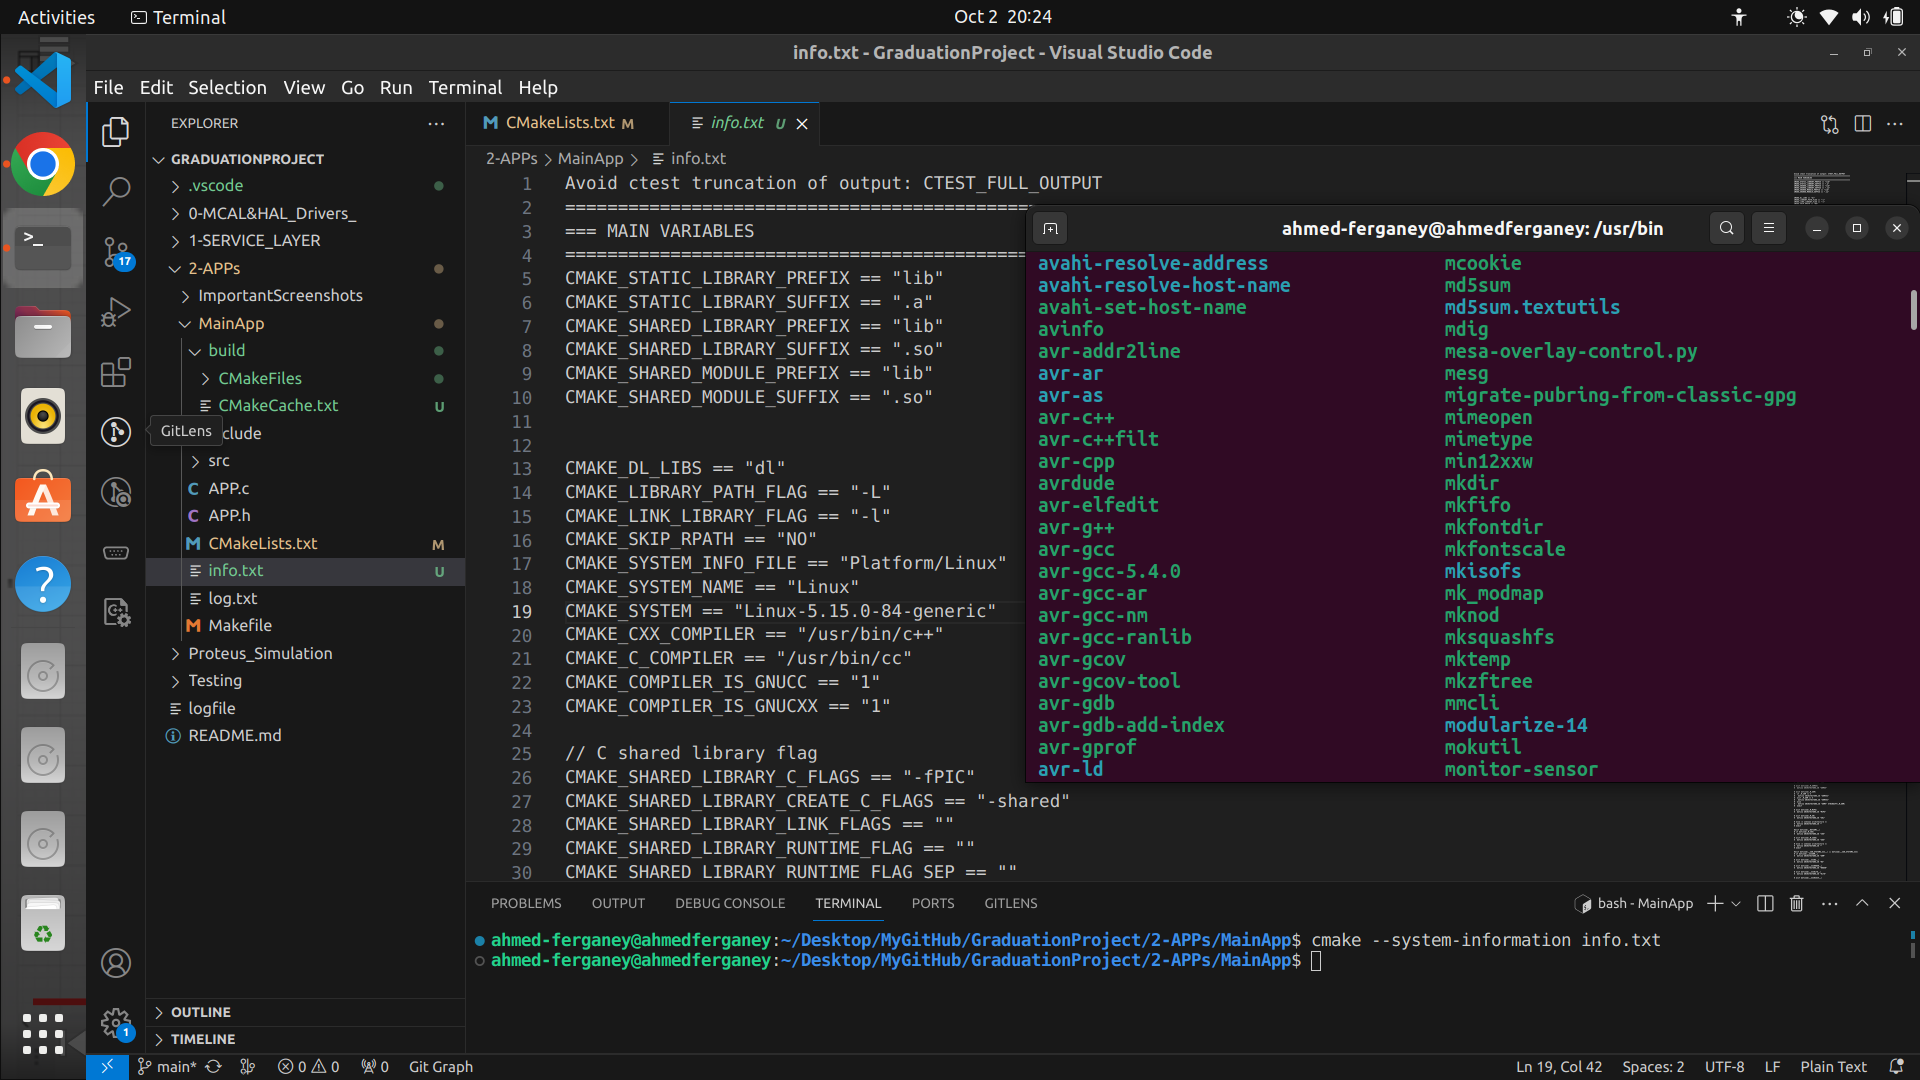 Activities
Terminal
Oct 2 20:24
info.txt - GraduationProject - Visual Studio Code
File Edit Selection View Go Run Terminal Help
EXPLORER
GRADUATIONPROJECT
.vscode
0-MCAL&HAL_Drivers_
1-SERVICE_LAYER
2-APPs
ImportantScreenshots
MainApp
build
CMakeFiles
CMakeCache.txt U
GitLens
clude
src
APP.c
APP.h
CMakeLists.txt M
info.txt U
log.txt
Makefile
Proteus_Simulation
Testing
logfile
README.md
OUTLINE
TIMELINE
17
1
CMakeLists.txt M
info.txt U
2-APPs > MainApp > info.txt
1 Avoid ctest truncation of output: CTEST_FULL_OUTPUT
2 ============================================
3 === MAIN VARIABLES
4 ============================================
5 CMAKE_STATIC_LIBRARY_PREFIX == "lib"
6 CMAKE_STATIC_LIBRARY_SUFFIX == ".a"
7 CMAKE_SHARED_LIBRARY_PREFIX == "lib"
8 CMAKE_SHARED_LIBRARY_SUFFIX == ".so"
9 CMAKE_SHARED_MODULE_PREFIX == "lib"
10 CMAKE_SHARED_MODULE_SUFFIX == ".so"
11
12
13 CMAKE_DL_LIBS == "dl"
14 CMAKE_LIBRARY_PATH_FLAG == "-L"
15 CMAKE_LINK_LIBRARY_FLAG == "-l"
16 CMAKE_SKIP_RPATH == "NO"
17 CMAKE_SYSTEM_INFO_FILE == "Platform/Linux"
18 CMAKE_SYSTEM_NAME == "Linux"
19 CMAKE_SYSTEM == "Linux-5.15.0-84-generic"
20 CMAKE_CXX_COMPILER == "/usr/bin/c++"
21 CMAKE_C_COMPILER == "/usr/bin/cc"
22 CMAKE_COMPILER_IS_GNUCC == "1"
23 CMAKE_COMPILER_IS_GNUCXX == "1"
24
25 // C shared library flag
26 CMAKE_SHARED_LIBRARY_C_FLAGS == "-fPIC"
27 CMAKE_SHARED_LIBRARY_CREATE_C_FLAGS == "-shared"
28 CMAKE_SHARED_LIBRARY_LINK_FLAGS == ""
29 CMAKE_SHARED_LIBRARY_RUNTIME_FLAG == ""
30 CMAKE_SHARED_LIBRARY_RUNTIME_FLAG_SEP == ""
ahmed-ferganey@ahmedferganey: /usr/bin
avahi-resolve-address mcookie
avahi-resolve-host-name md5sum
avahi-set-host-name md5sum.textutils
avinfo mdig
avr-addr2line mesa-overlay-control.py
avr-ar mesg
avr-as migrate-pubring-from-classic-gpg
avr-c++ mimeopen
avr-c++filt mimetype
avr-cpp min12xxw
avrdude mkdir
avr-elfedit mkfifo
avr-g++ mkfontdir
avr-gcc mkfontscale
avr-gcc-5.4.0 mkisofs
avr-gcc-ar mk_modmap
avr-gcc-nm mknod
avr-gcc-ranlib mksquashfs
avr-gcov mktemp
avr-gcov-tool mkzftree
avr-gdb mmcli
avr-gdb-add-index modularize-14
avr-gprof mokutil
avr-ld monitor-sensor
PROBLEMS OUTPUT DEBUG CONSOLE TERMINAL PORTS GITLENS
bash - MainApp
ahmed-ferganey@ahmedferganey:~/Desktop/MyGitHub/GraduationProject/2-APPs/MainApp$ cmake --system-information info.txt
ahmed-ferganey@ahmedferganey:~/Desktop/MyGitHub/GraduationProject/2-APPs/MainApp$
main* 0 0 0 Git Graph
Ln 19, Col 42 Spaces: 2 UTF-8 LF Plain Text